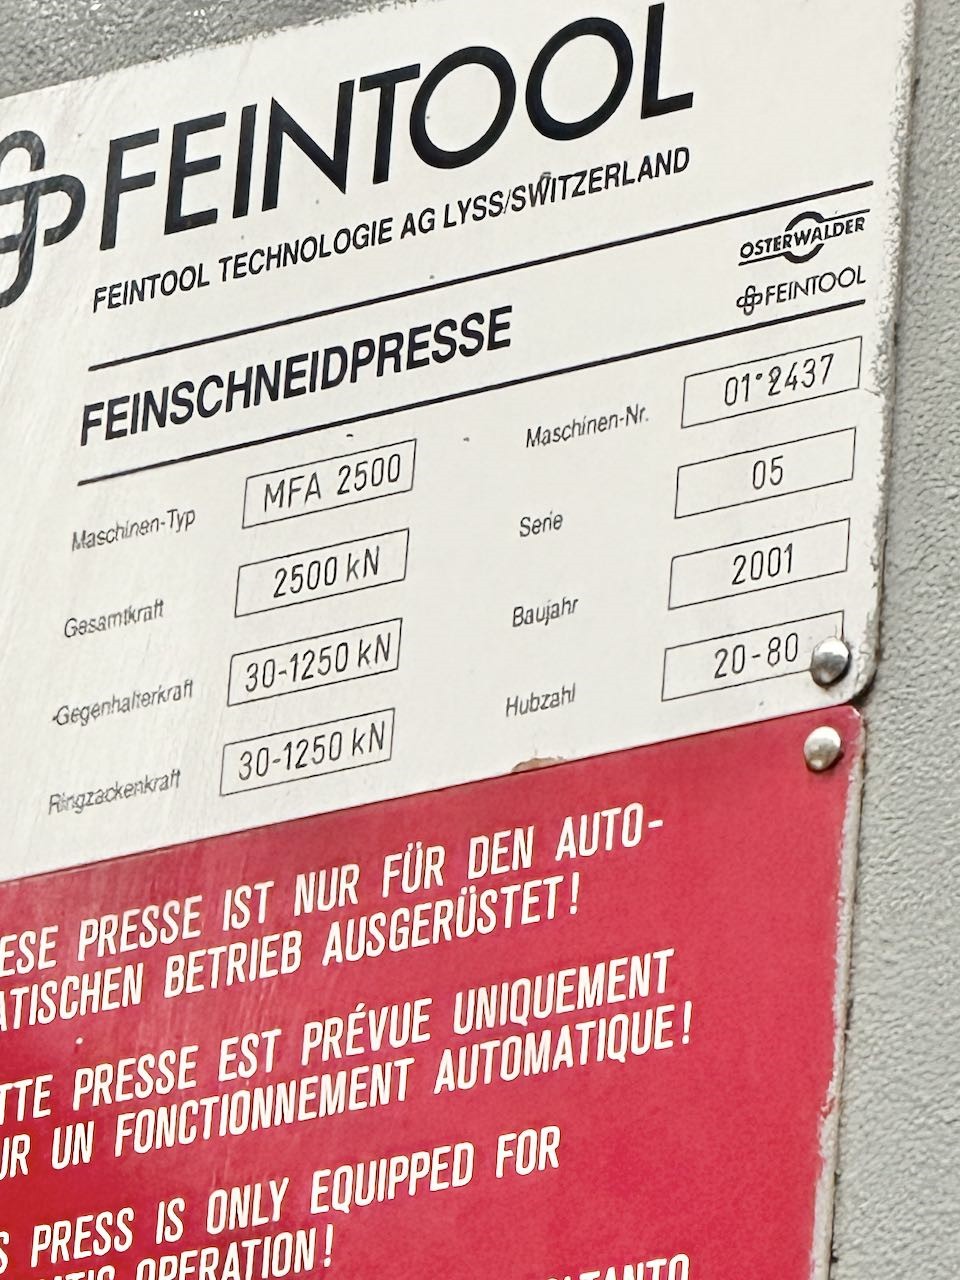 FEINTOOL
FEINTOOL TECHNOLOGIE AG LYSS/SWITZERLAND
OSTERWALDER
FEINTOOL
FEINSCHNEIDPRESSE
Maschinen-Typ MFA 2500 Maschinen-Nr. 01·2437
Gesamtkraft 2500 kN Serie 05
Gegenhalterkraft 30-1250 kN Baujahr 2001
Ringzackenkraft 30-1250 kN Hubzahl 20-80
ESE PRESSE IST NUR FÜR DEN AUTO-
ATISCHEN BETRIEB AUSGERÜSTET!
TTE PRESSE EST PRÉVUE UNIQUEMENT
UR UN FONCTIONNEMENT AUTOMATIQUE!
S PRESS IS ONLY EQUIPPED FOR
OPERATION!